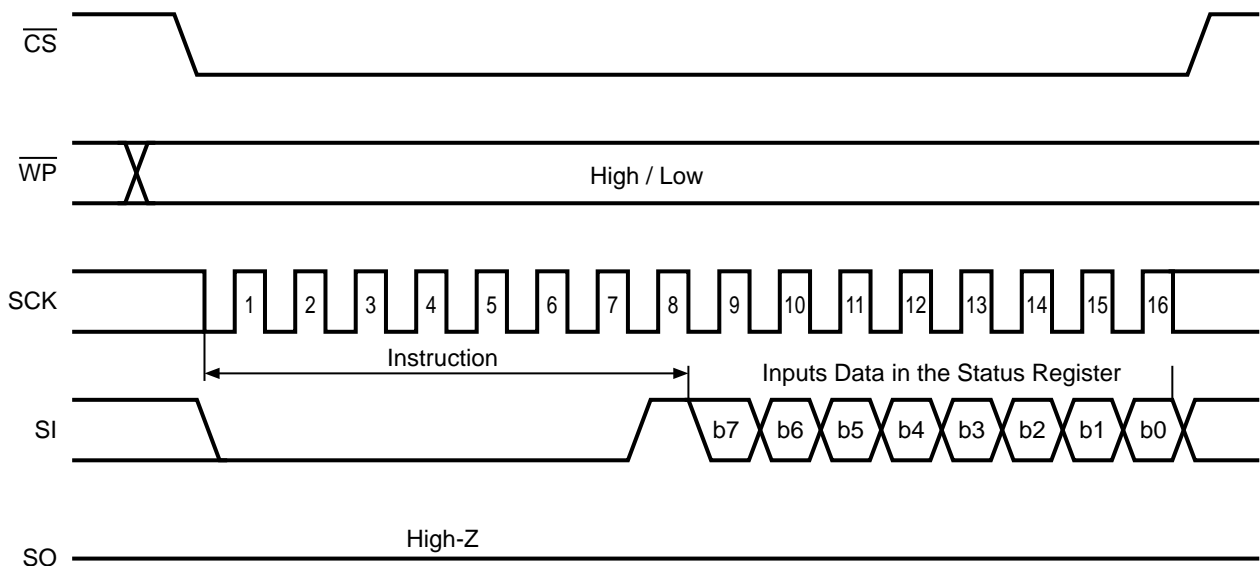 CS
WP
High / Low
SCK
1 2 3 4 5 6 7 8 9 10 11 12 13 14 15 16
Instruction
Inputs Data in the Status Register
SI
b7 b6 b5 b4 b3 b2 b1 b0
High-Z
SO